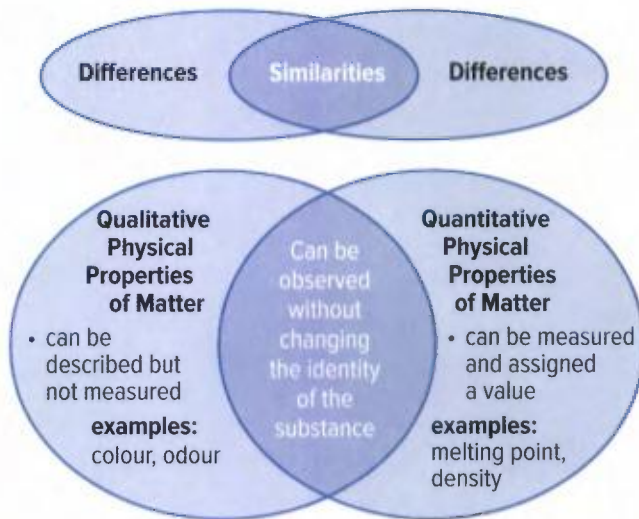 Differences
Similarities
Differences
Qualitative
Physical
Properties
of Matter
• can be
described but
not measured
examples:
colour, odour
Can be
observed
without
changing
the identity
of the
substance
Quantitative
Physical
Properties
of Matter
• can be measured
and assigned
a value
examples:
melting point,
density